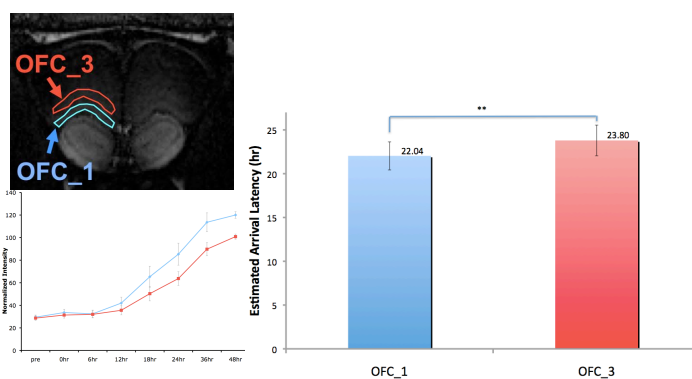 OFC_3
OFC_1
140
120
100
80
60
40
20
0
Normalized Intensity
pre 0hr 6hr 12hr 18hr 24hr 36hr 48hr
Estimated Arrival Latency (hr)
25
20
15
10
5
0
**
22.04
23.80
OFC_1 OFC_3